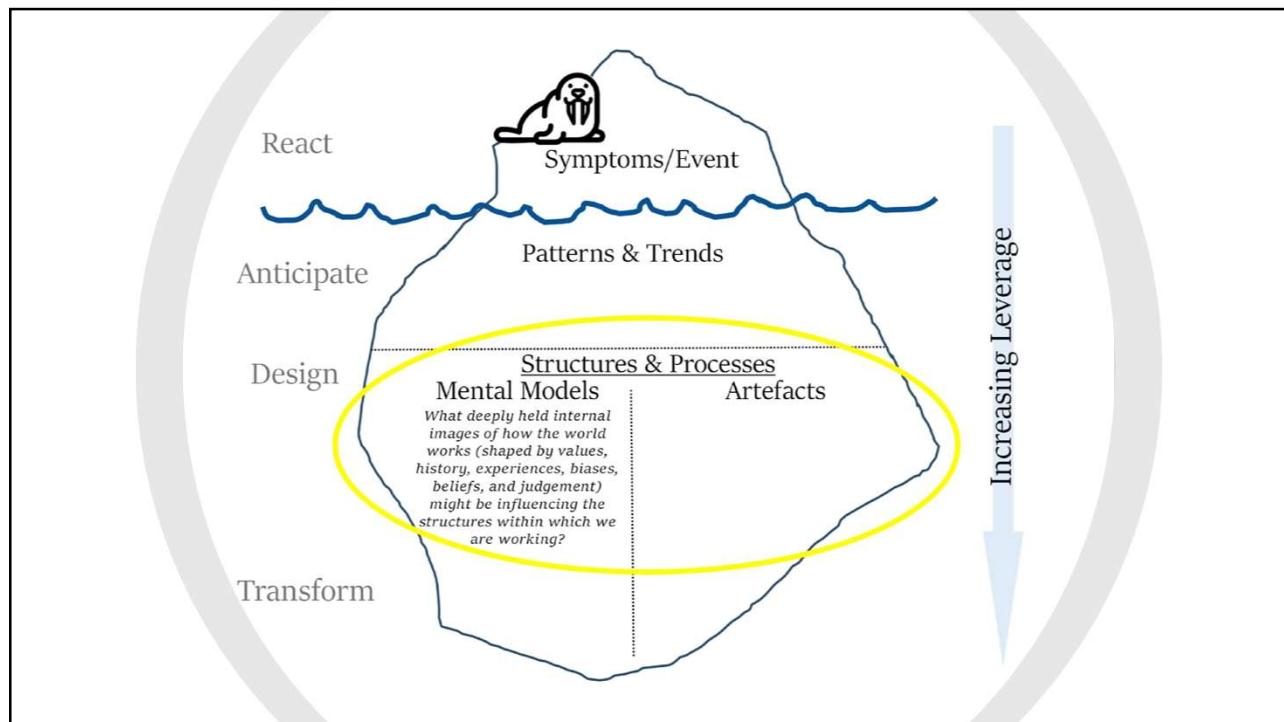 React
Symptoms/Event
Anticipate
Patterns & Trends
Design
Structures & Processes
Mental Models
Artefacts
What deeply held internal
images of how the world
works (shaped by values,
history, experiences, biases,
beliefs, and judgement)
might be influencing the
structures within which we
are working?
Transform
Increasing Leverage